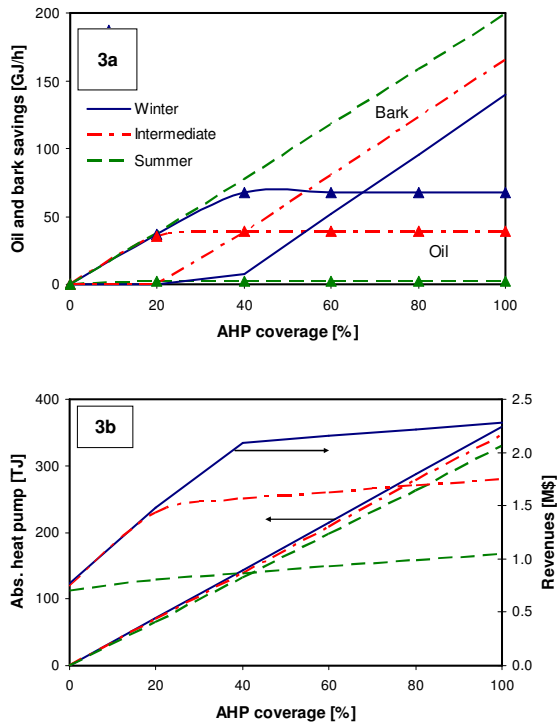 3a
Oil and bark savings [GJ/h]
200
150
100
50
0
Winter
Intermediate
Summer
Bark
Oil
0 20 40 60 80 100
AHP coverage [%]
3b
Abs. heat pump [TJ]
400
300
200
100
0
2.5
2.0
1.5
1.0
0.5
0.0
Revenues [M$]
0 20 40 60 80 100
AHP coverage [%]